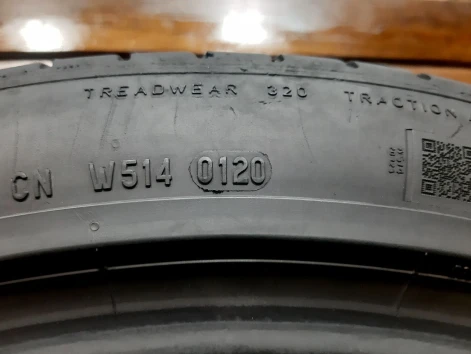 TREADWEAR 320 TRACTION
CN W514 0120